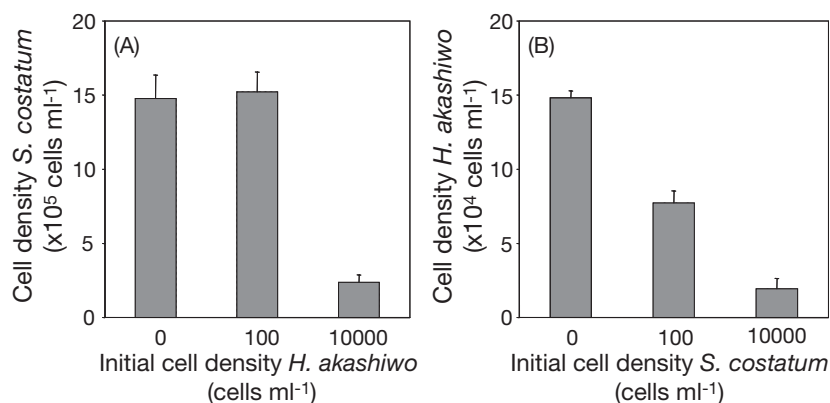 (A)
Cell density S. costatum
(x10⁵ cells ml⁻¹)
20
15
10
5
0
0 100 10000
Initial cell density H. akashiwo
(cells ml⁻¹)
(B)
Cell density H. akashiwo
(x10⁴ cells ml⁻¹)
20
15
10
5
0
0 100 10000
Initial cell density S. costatum
(cells ml⁻¹)